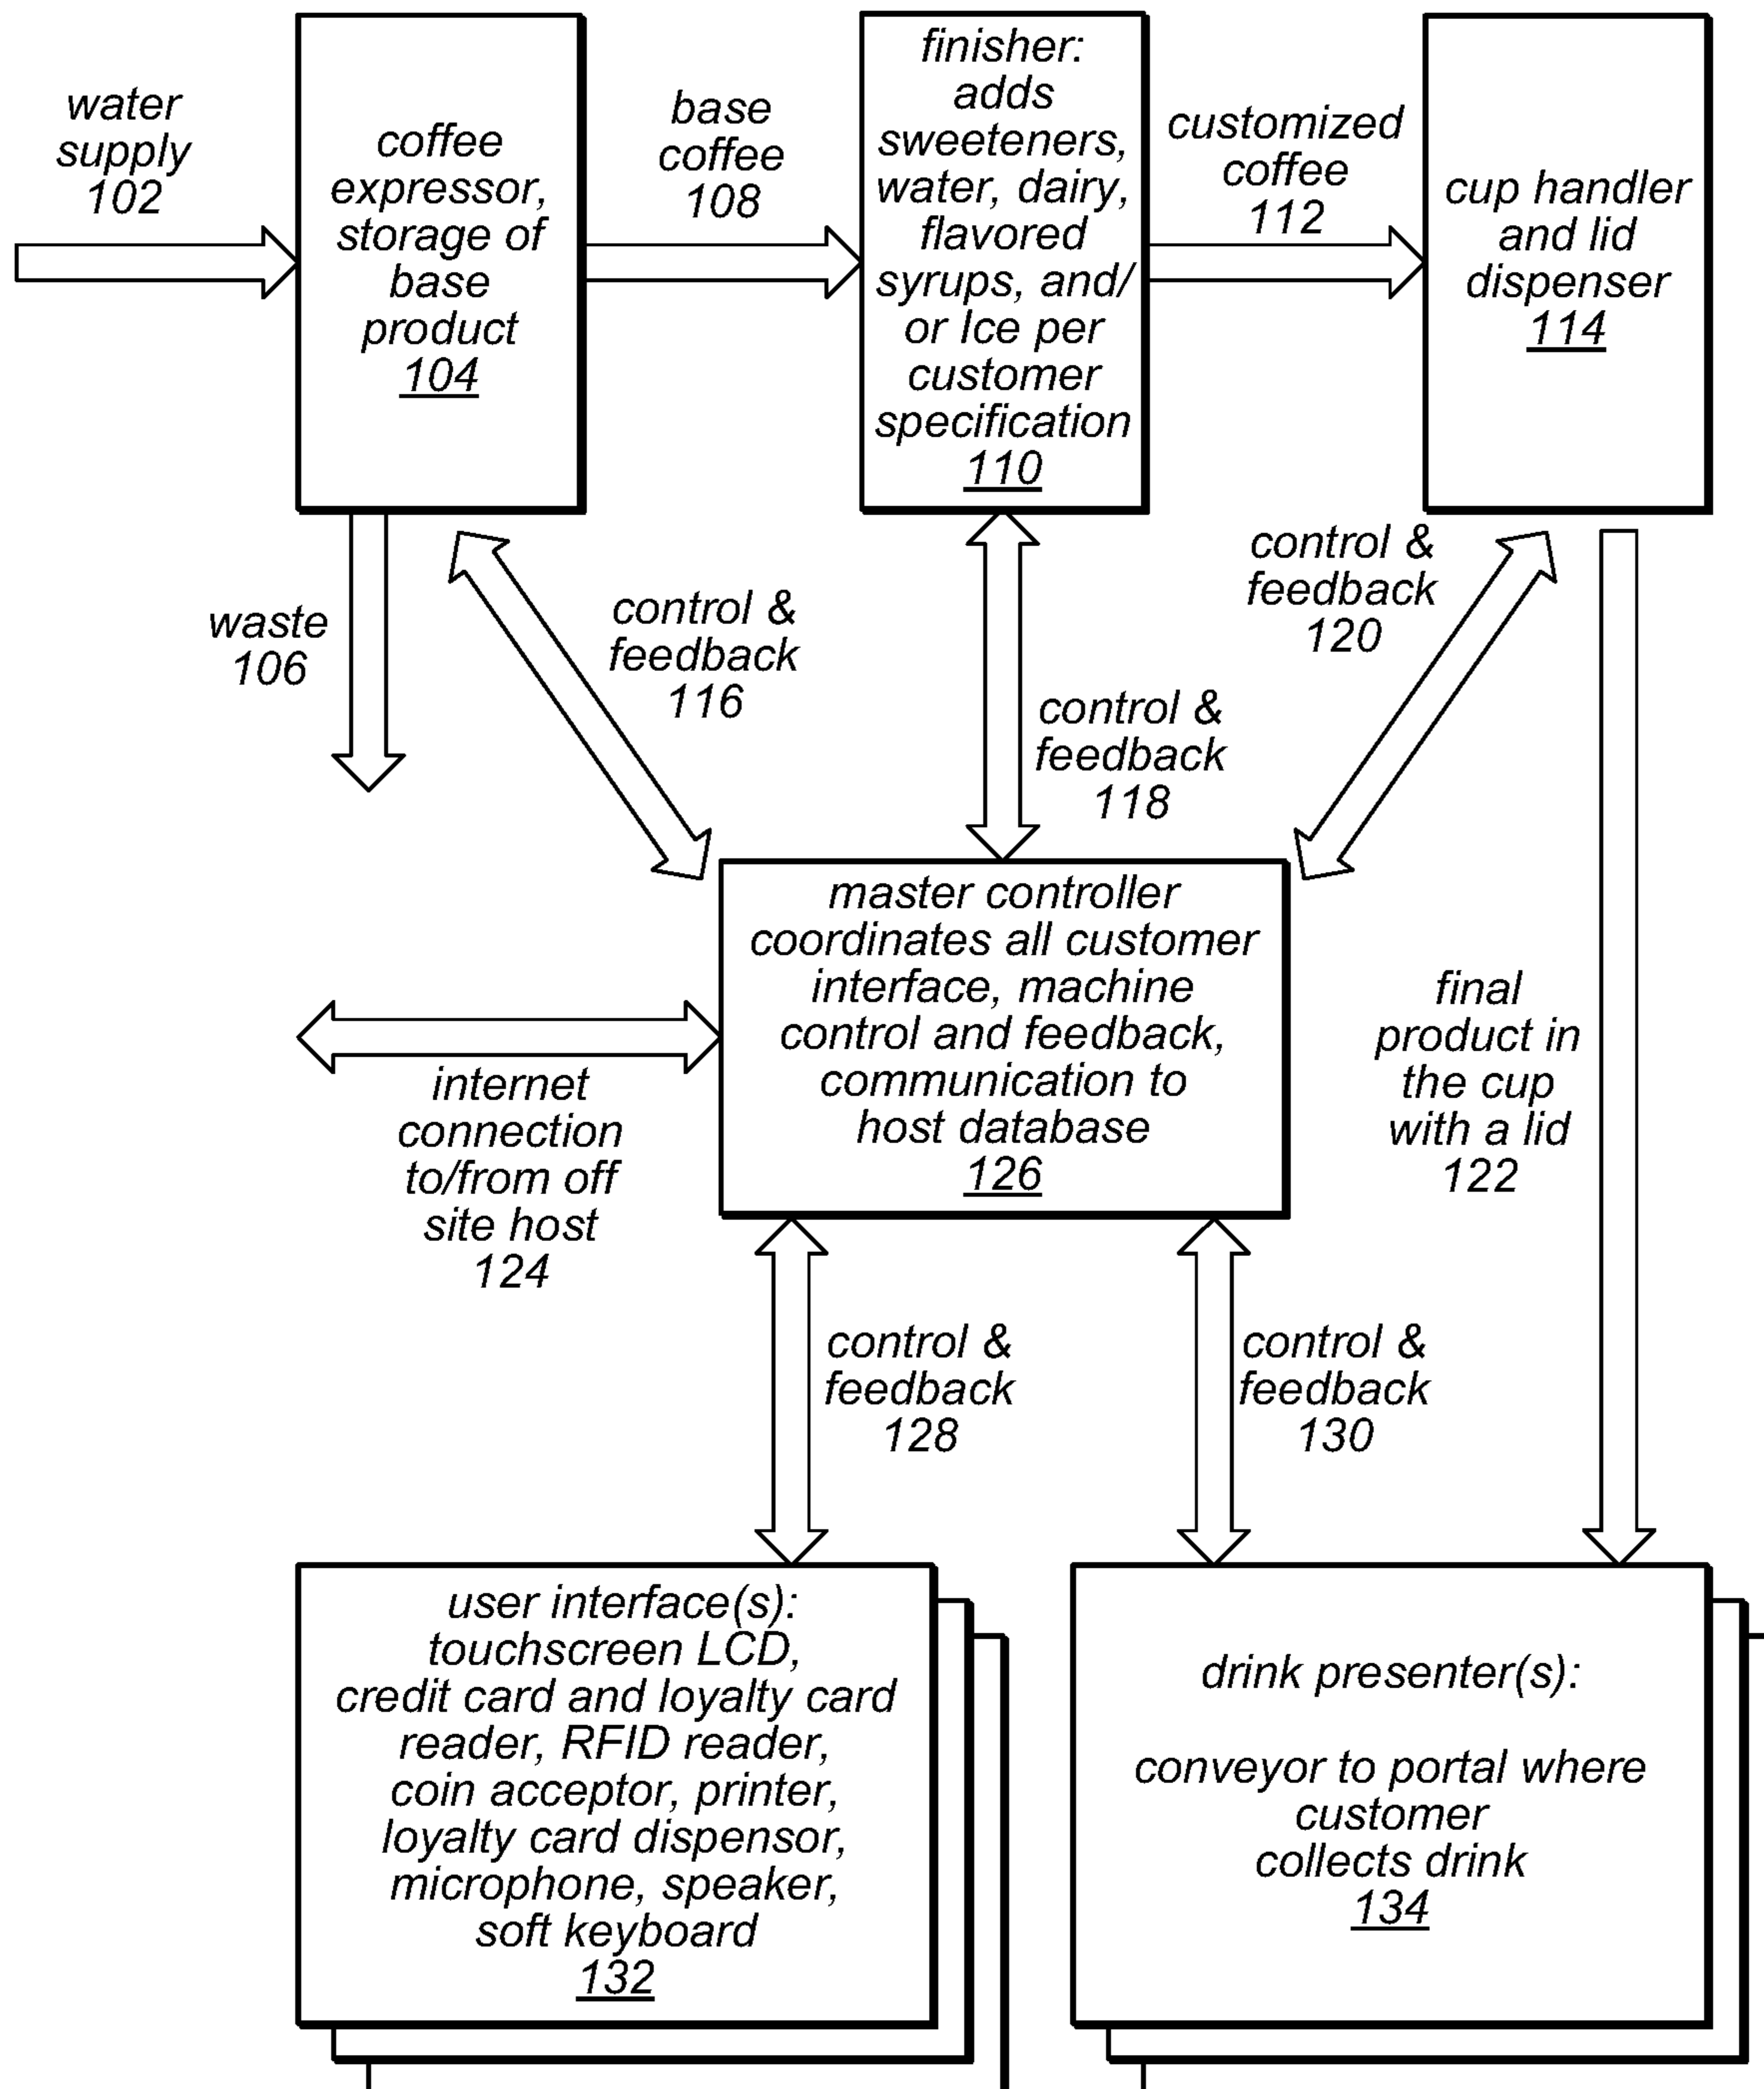 water
supply
102
coffee
expressor,
storage of
base
product
104
base
coffee
108
finisher:
adds
sweeteners,
water, dairy,
flavored
syrups, and/
or Ice per
customer
specification
110
customized
coffee
112
cup handler
and lid
dispenser
114
waste
106
control &
feedback
116
control &
feedback
118
control &
feedback
120
master controller
coordinates all customer
interface, machine
control and feedback,
communication to
host database
126
internet
connection
to/from off
site host
124
final
product in
the cup
with a lid
122
control &
feedback
128
control &
feedback
130
user interface(s):
touchscreen LCD,
credit card and loyalty card
reader, RFID reader,
coin acceptor, printer,
loyalty card dispensor,
microphone, speaker,
soft keyboard
132
drink presenter(s):
conveyor to portal where
customer
collects drink
134